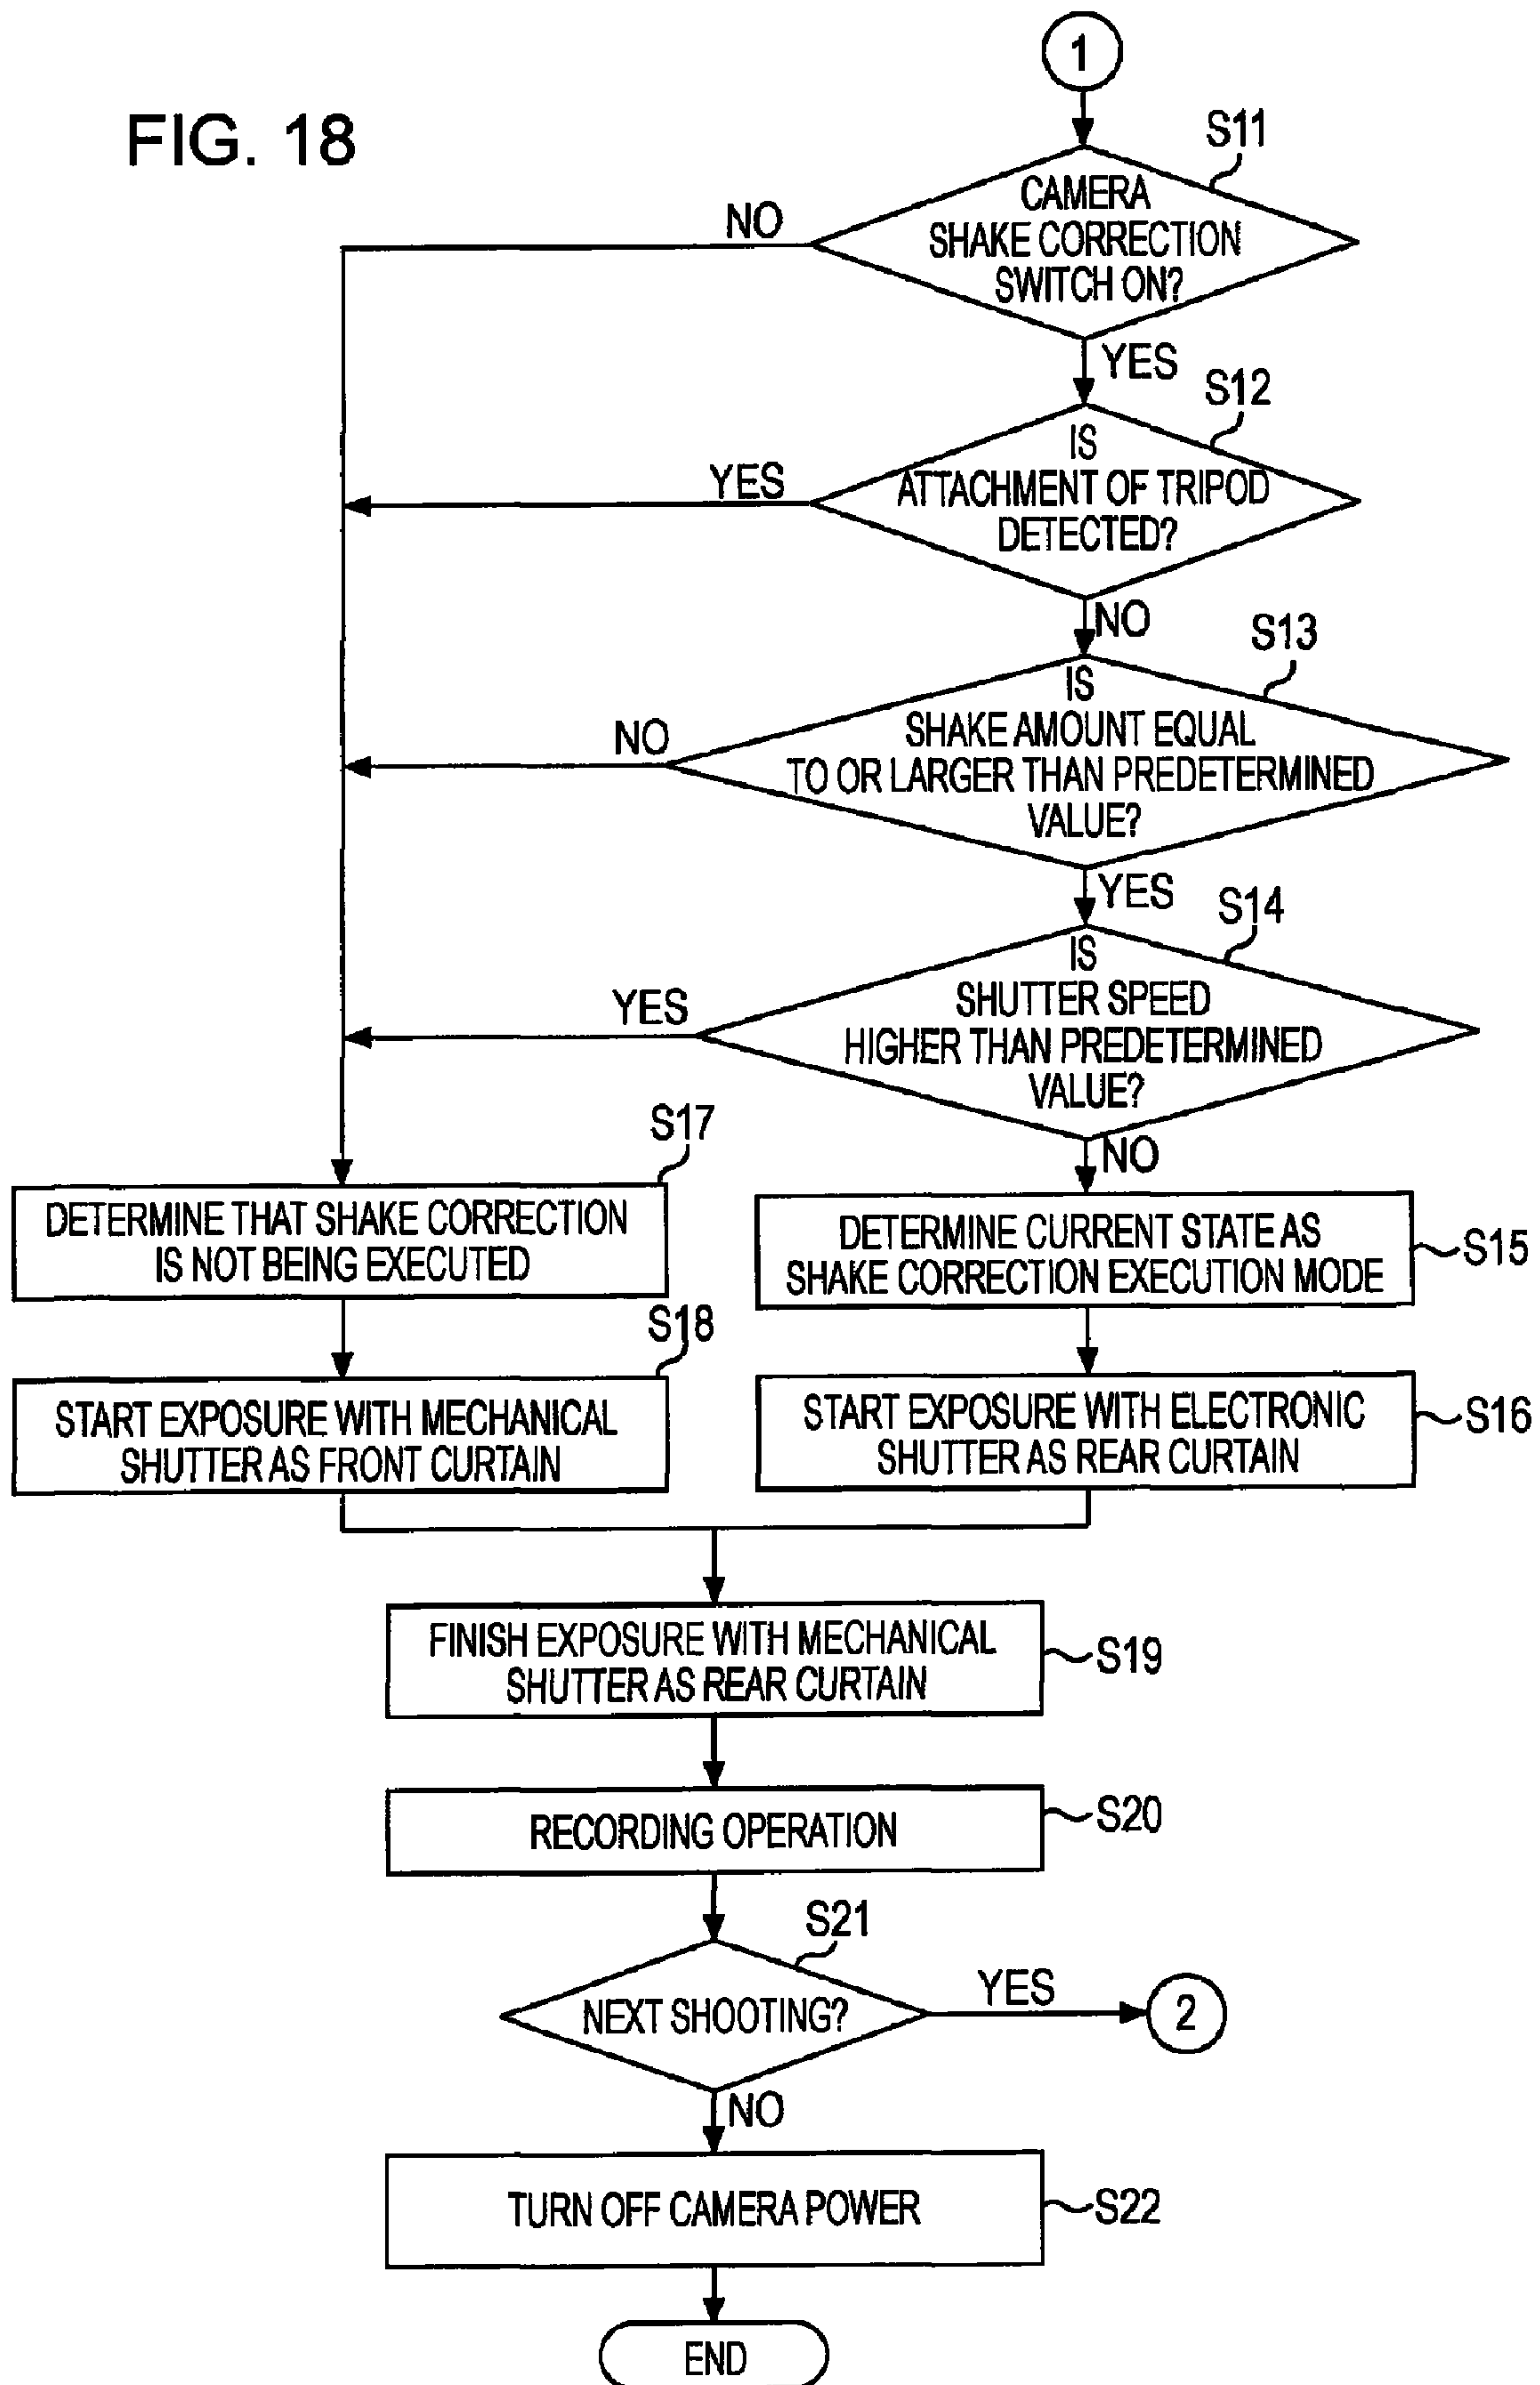 1
FIG. 18
S11
CAMERA
SHAKE CORRECTION
SWITCH ON?
NO
YES
S12
IS
ATTACHMENT OF TRIPOD
DETECTED?
YES
NO
S13
IS
SHAKE AMOUNT EQUAL
TO OR LARGER THAN PREDETERMINED
VALUE?
NO
YES
S14
IS
SHUTTER SPEED
HIGHER THAN PREDETERMINED
VALUE?
YES
NO
S17
DETERMINE THAT SHAKE CORRECTION
IS NOT BEING EXECUTED
DETERMINE CURRENT STATE AS
SHAKE CORRECTION EXECUTION MODE
S15
S18
START EXPOSURE WITH MECHANICAL
SHUTTER AS FRONT CURTAIN
START EXPOSURE WITH ELECTRONIC
SHUTTER AS REAR CURTAIN
S16
FINISH EXPOSURE WITH MECHANICAL
SHUTTER AS REAR CURTAIN
S19
RECORDING OPERATION
S20
S21
NEXT SHOOTING?
YES
2
NO
TURN OFF CAMERA POWER
S22
END